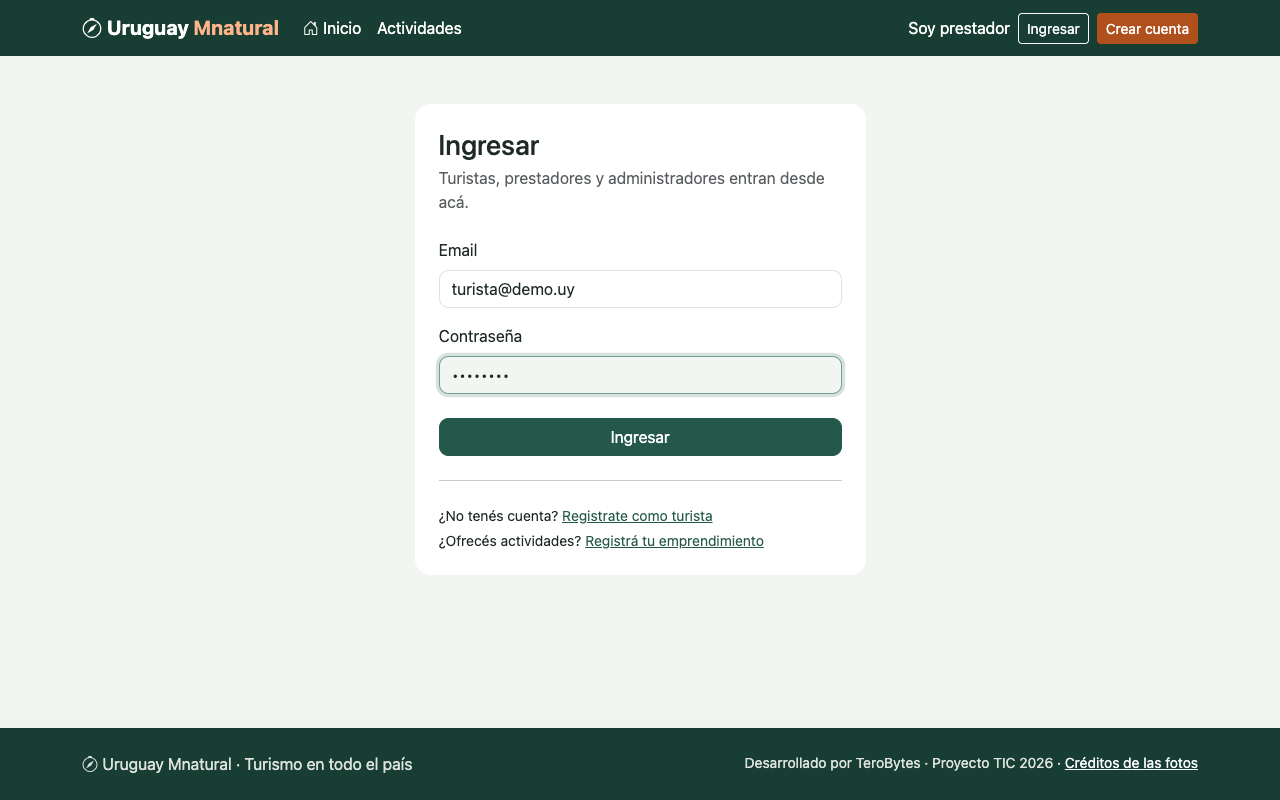 Uruguay Mnatural
Inicio
Actividades
Soy prestador
Ingresar
Crear cuenta
Ingresar
Turistas, prestadores y administradores entran desde
acá.
Email
turista@demo.uy
Contraseña
••••••••
Ingresar
¿No tenés cuenta? Registrate como turista
¿Ofrecés actividades? Registrá tu emprendimiento
Uruguay Mnatural · Turismo en todo el país
Desarrollado por TeroBytes · Proyecto TIC 2026 · Créditos de las fotos